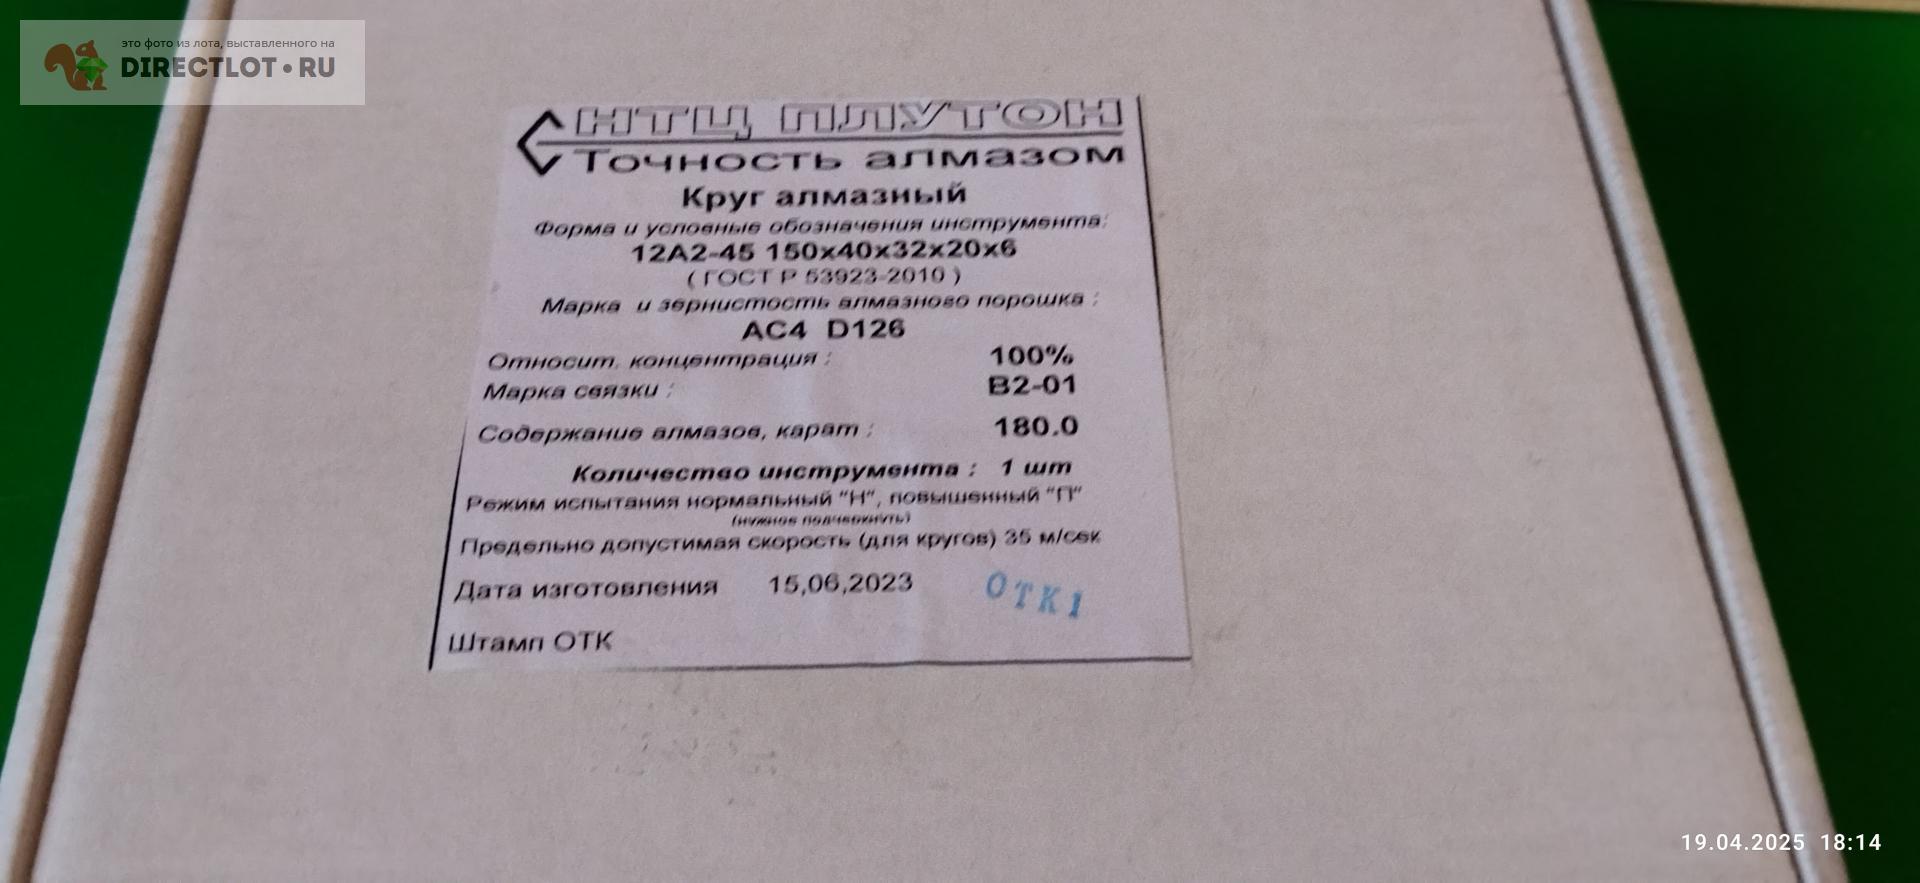 это фото из лота, выставленного на
DIRECTLOT•RU
НТЦ ПЛУТОН
Точность алмазом
Круг алмазный
Форма и условные обозначения инструмента:
12А2-45 150х40х32х20х6
( ГОСТ Р 53923-2010 )
Марка и зернистость алмазного порошка :
АС4 D126
Относит. концентрация : 100%
Марка связки : В2-01
Содержание алмазов, карат : 180.0
Количество инструмента : 1 шт
Режим испытания нормальный "Н", повышенный "П"
(нужное подчеркнуть)
Предельно допустимая скорость (для кругов) 35 м/сек
Дата изготовления 15,06,2023
ОТК1
Штамп ОТК
19.04.2025 18:14